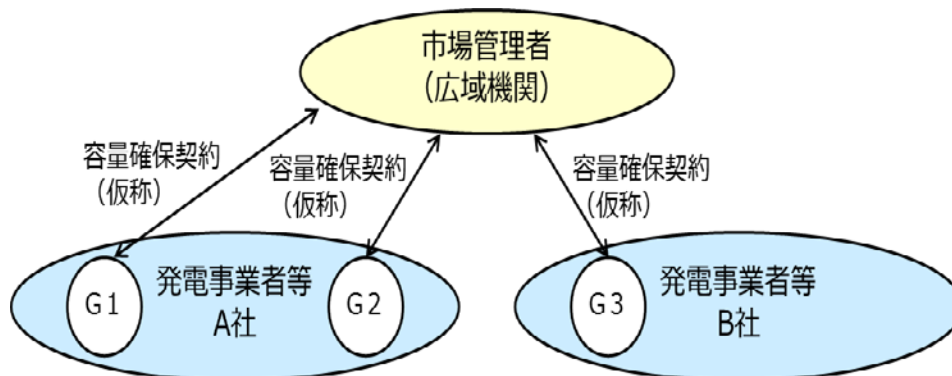 市場管理者
（広域機関）
容量確保契約
（仮称）
容量確保契約
（仮称）
容量確保契約
（仮称）
G1
発電事業者等
A社
G2
G3
発電事業者等
B社